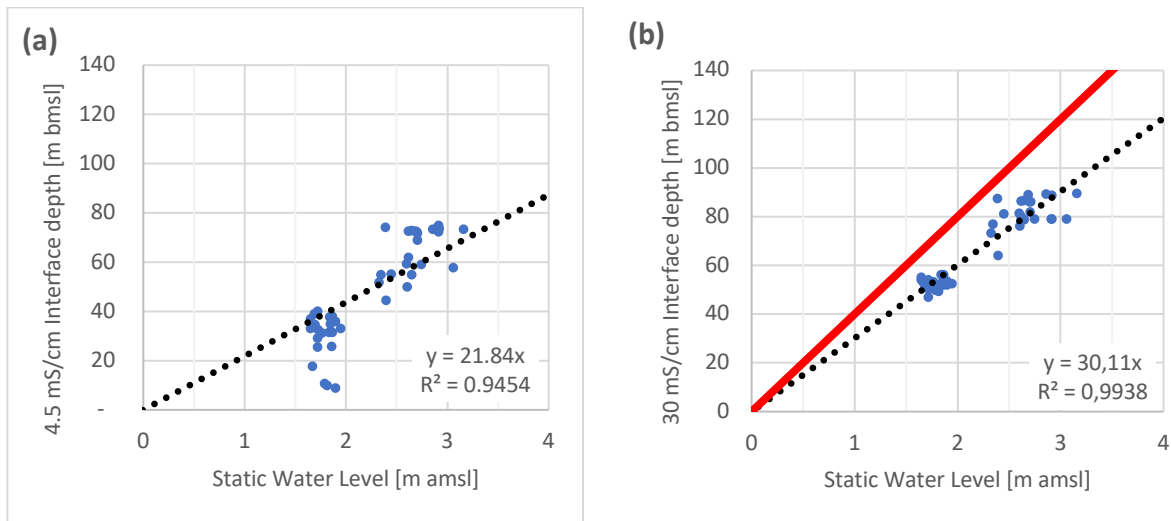 (a)
4.5 mS/cm Interface depth [m bmsl]
140
120
100
80
60
40
20
-
0
1
2
3
4
y = 21.84x
R² = 0.9454
Static Water Level [m amsl]
(b)
30 mS/cm Interface depth [m bmsl]
140
120
100
80
60
40
20
0
0
1
2
3
4
y = 30,11x
R² = 0,9938
Static Water Level [m amsl]